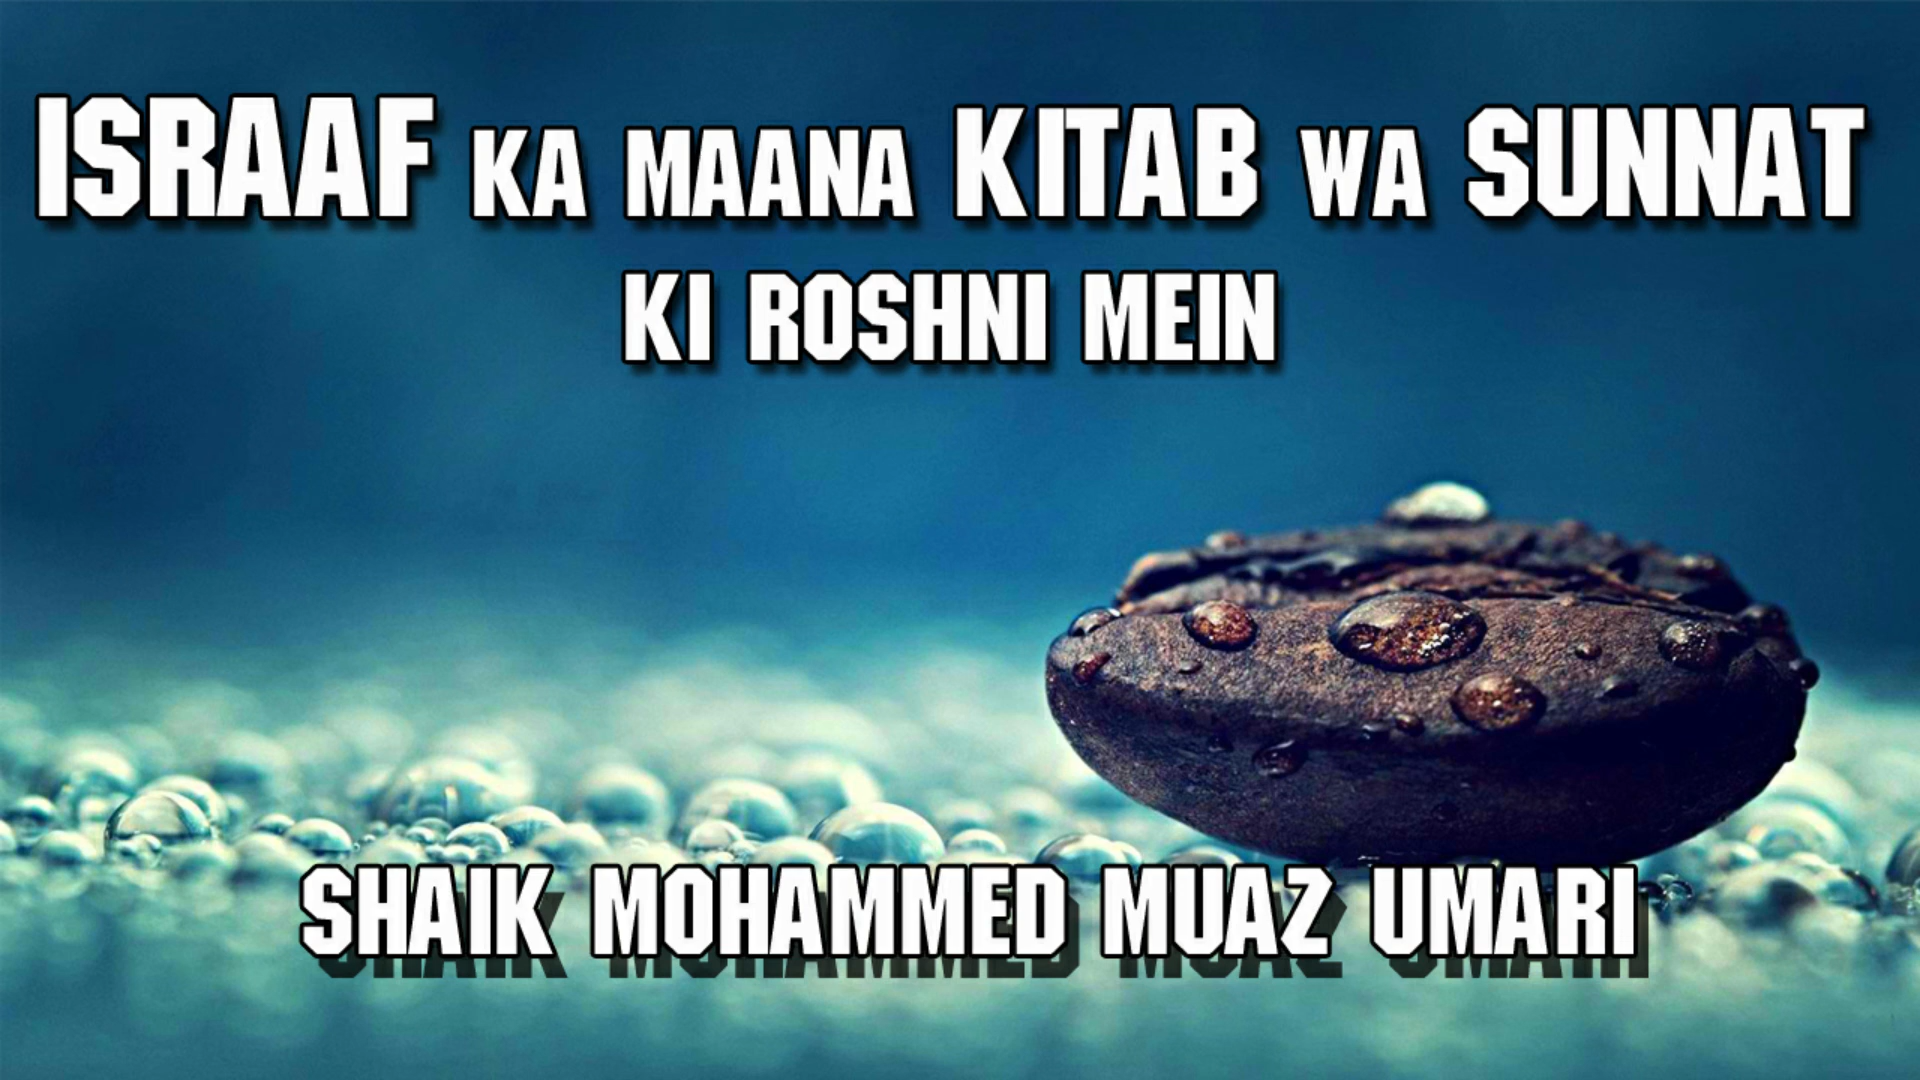 ISRAAF KA MAANA KITAB WA SUNNAT
KI ROSHNI MEIN
SHAIK MOHAMMED MUAZ UMARI